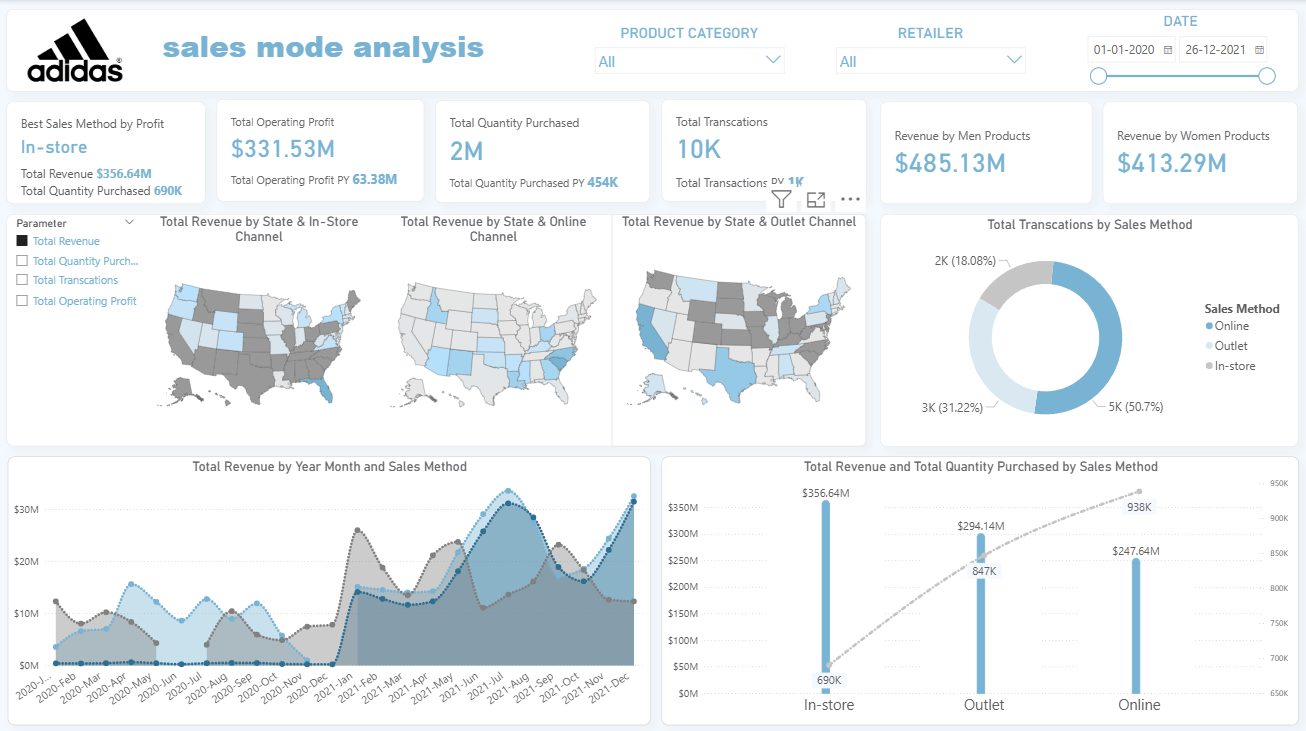 adidas
®
sales mode analysis
PRODUCT CATEGORY
All
RETAILER
All
DATE
01-01-2020
26-12-2021
Best Sales Method by Profit
In-store
Total Revenue $356.64M
Total Quantity Purchased 690K
Total Operating Profit
$331.53M
Total Operating Profit PY 63.38M
Total Quantity Purchased
2M
Total Quantity Purchased PY 454K
Total Transcations
10K
Total Transactions PY 1K
Revenue by Men Products
$485.13M
Revenue by Women Products
$413.29M
Parameter
Total Revenue
Total Quantity Purch...
Total Transcations
Total Operating Profit
Total Revenue by State & In-Store
Channel
Total Revenue by State & Online
Channel
Total Revenue by State & Outlet Channel
Total Transcations by Sales Method
2K (18.08%)
3K (31.22%)
5K (50.7%)
Sales Method
Online
Outlet
In-store
Total Revenue by Year Month and Sales Method
$30M
$20M
$10M
$0M
2020-J...
2020-Feb
2020-Mar
2020-Apr
2020-May
2020-Jun
2020-Jul
2020-Aug
2020-Sep
2020-Oct
2020-Nov
2020-Dec
2021-Jan
2021-Feb
2021-Mar
2021-Apr
2021-May
2021-Jun
2021-Jul
2021-Aug
2021-Sep
2021-Oct
2021-Nov
2021-Dec
Total Revenue and Total Quantity Purchased by Sales Method
$350M
$300M
$250M
$200M
$150M
$100M
$50M
$0M
$356.64M
$294.14M
$247.64M
690K
847K
938K
950K
900K
850K
800K
750K
700K
650K
In-store
Outlet
Online